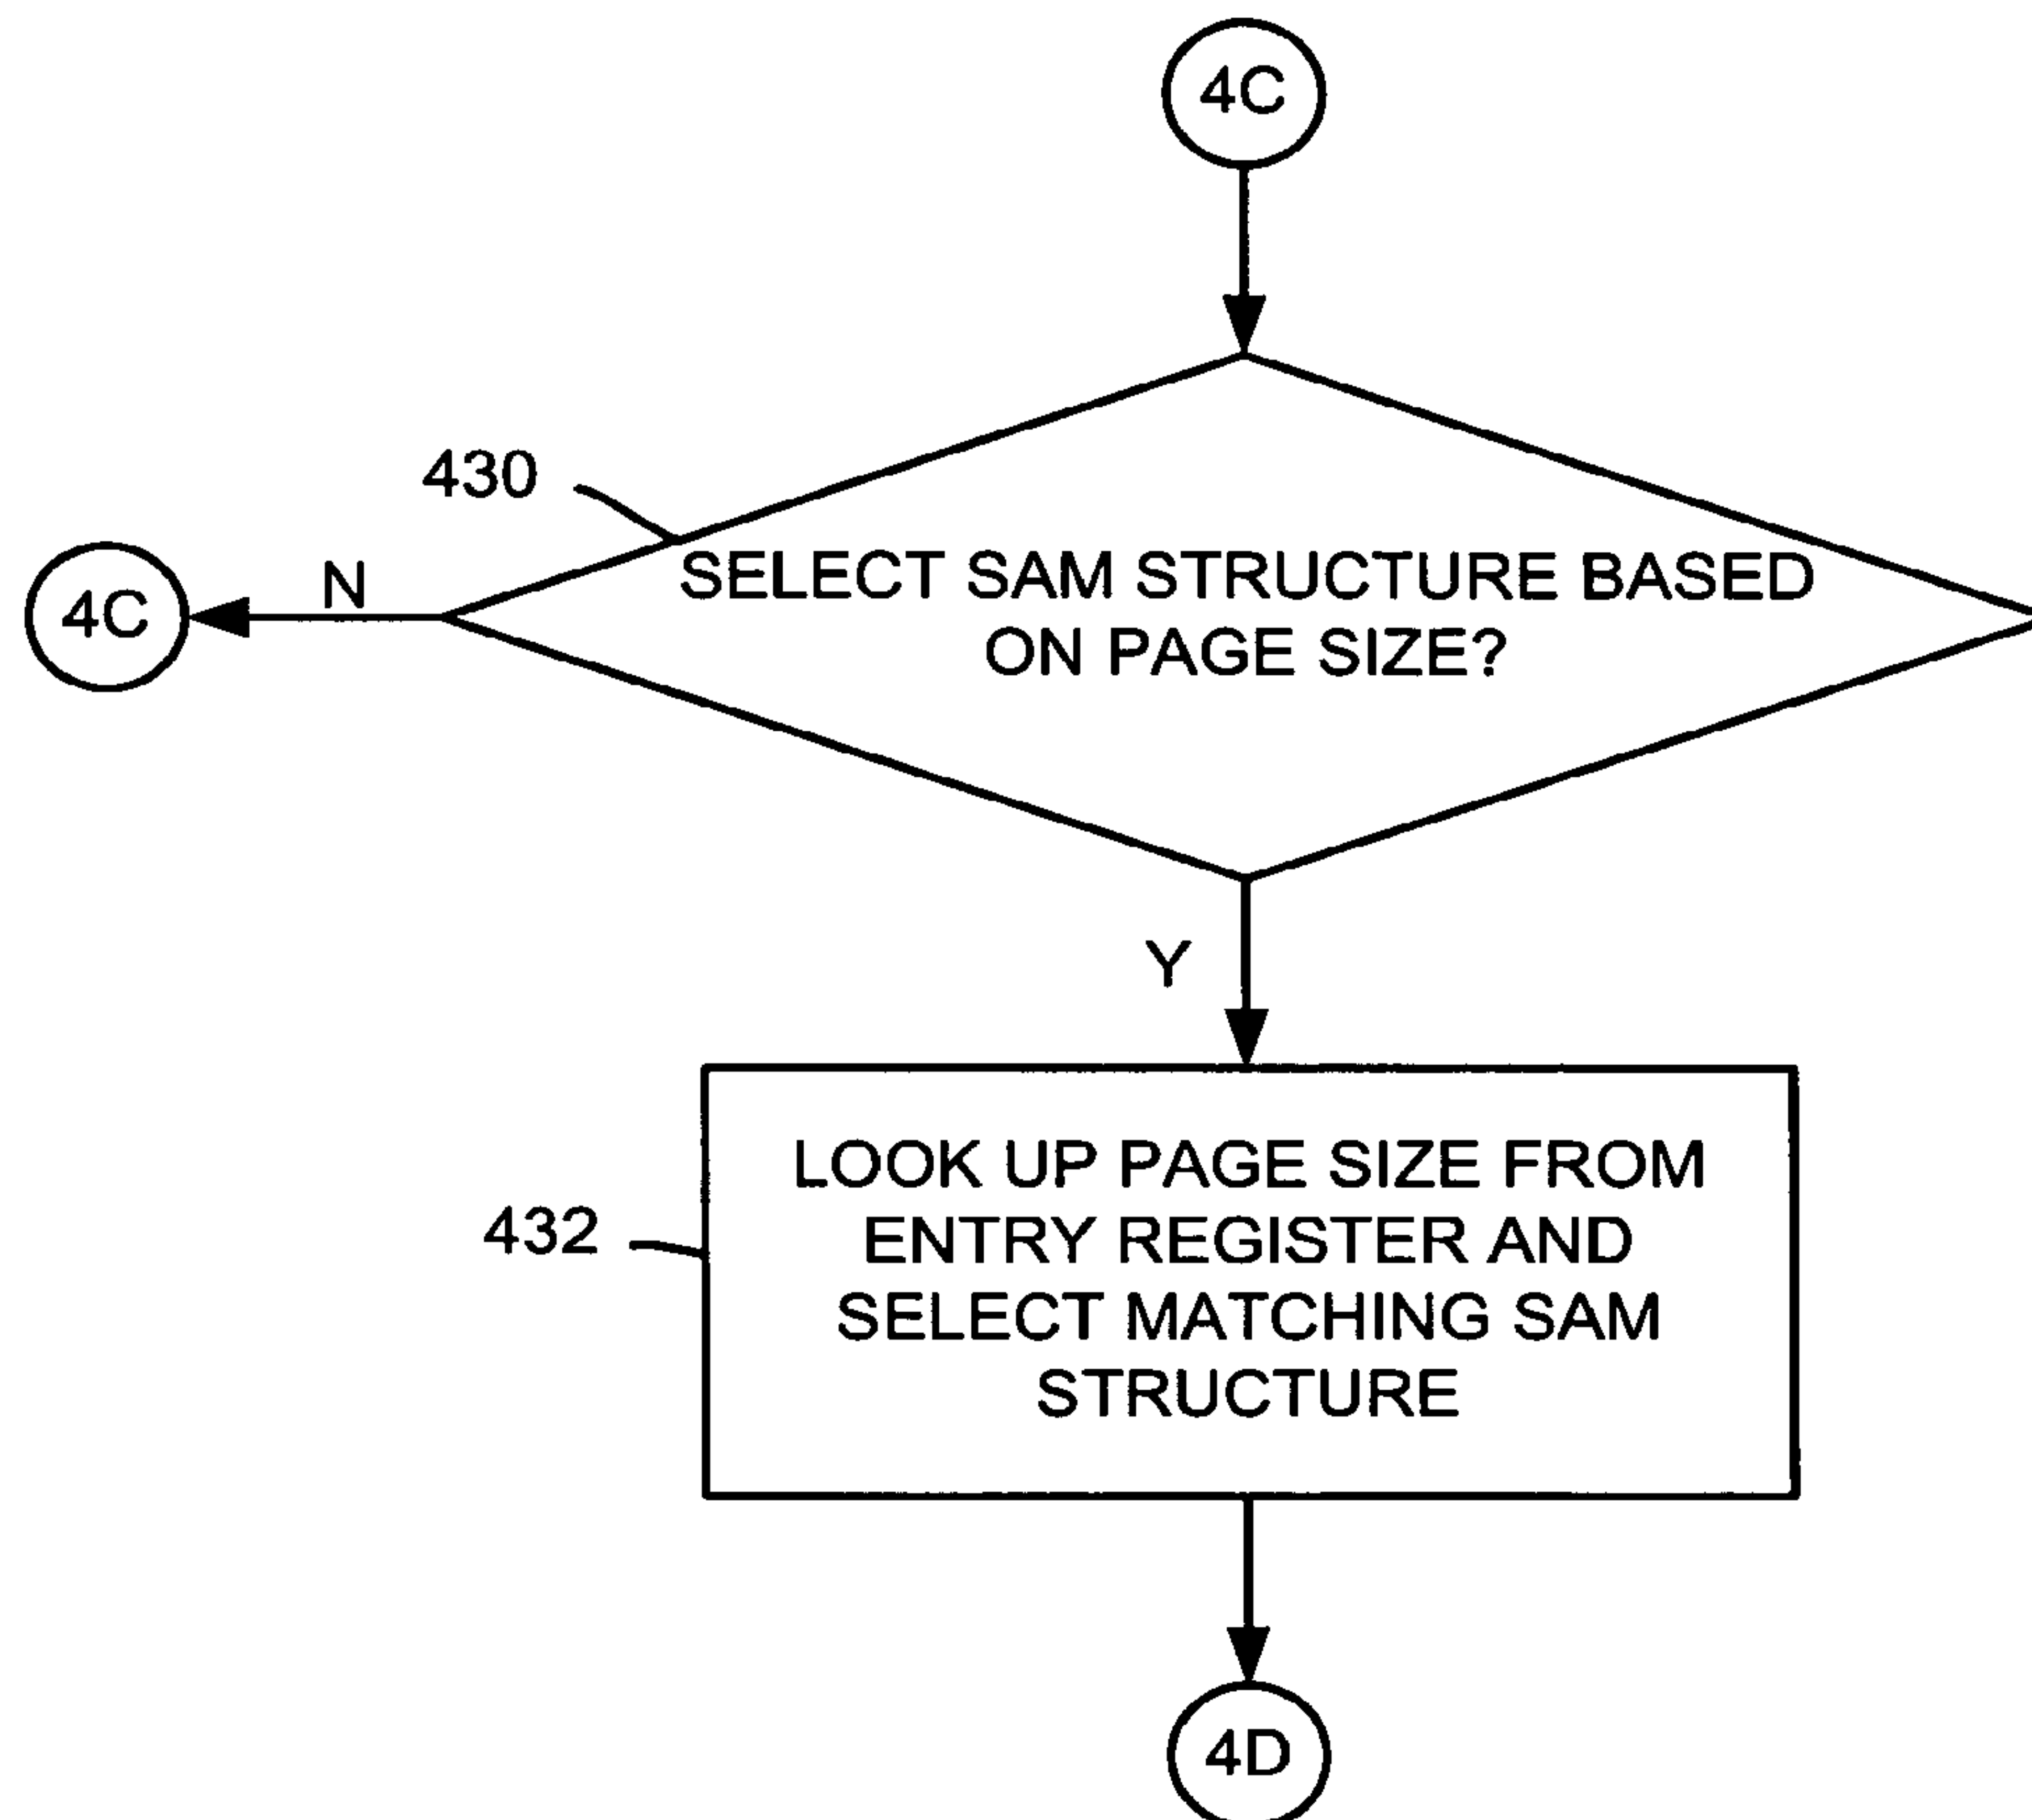 4C
430
SELECT SAM STRUCTURE BASED
ON PAGE SIZE?
N
4C
Y
432
LOOK UP PAGE SIZE FROM
ENTRY REGISTER AND
SELECT MATCHING SAM
STRUCTURE
4D